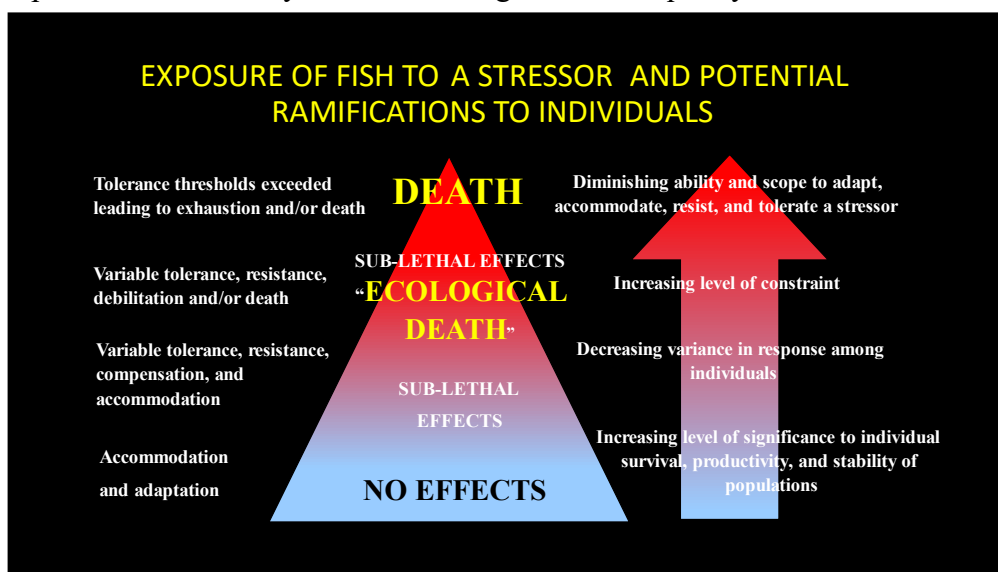 EXPOSURE OF FISH TO A STRESSOR AND POTENTIAL
RAMIFICATIONS TO INDIVIDUALS
Tolerance thresholds exceeded
leading to exhaustion and/or death
DEATH
Diminishing ability and scope to adapt,
accommodate, resist, and tolerate a stressor
Variable tolerance, resistance,
debilitation and/or death
SUB-LETHAL EFFECTS
“ECOLOGICAL
DEATH”
Increasing level of constraint
Variable tolerance, resistance,
compensation, and
accommodation
SUB-LETHAL
EFFECTS
Decreasing variance in response among
individuals
Accommodation
and adaptation
NO EFFECTS
Increasing level of significance to individual
survival, productivity, and stability of
populations